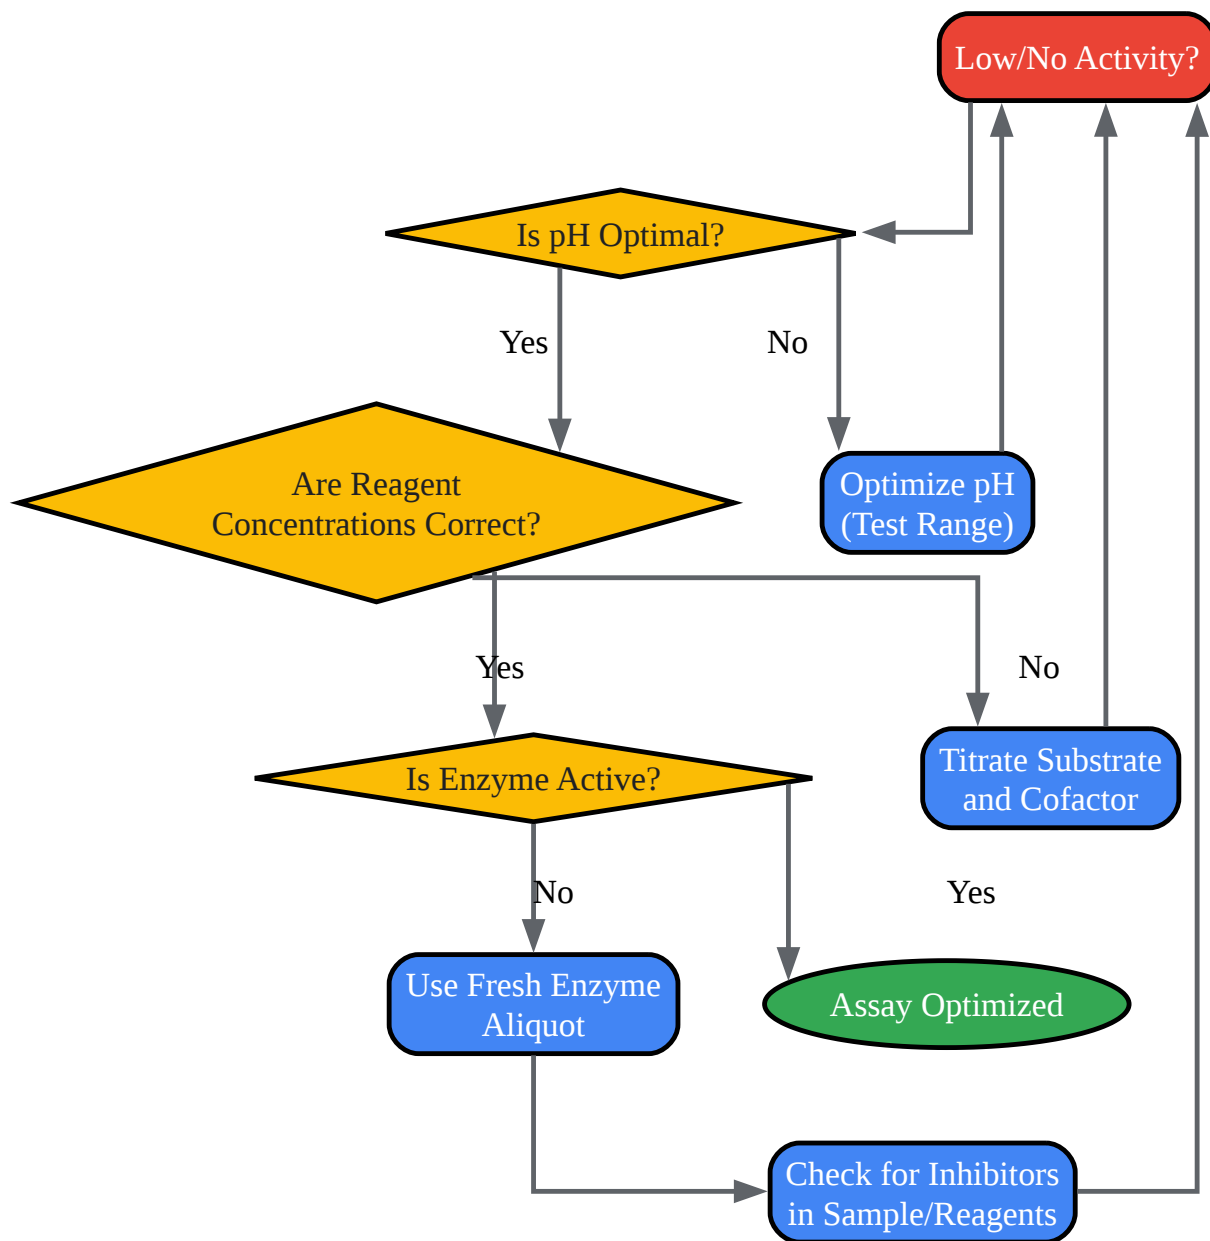 Low/No Activity?
Is pH Optimal?
Yes
No
Are Reagent
Concentrations Correct?
Optimize pH
(Test Range)
Yes
No
Is Enzyme Active?
Titrate Substrate
and Cofactor
No
Yes
Use Fresh Enzyme
Aliquot
Assay Optimized
Check for Inhibitors
in Sample/Reagents